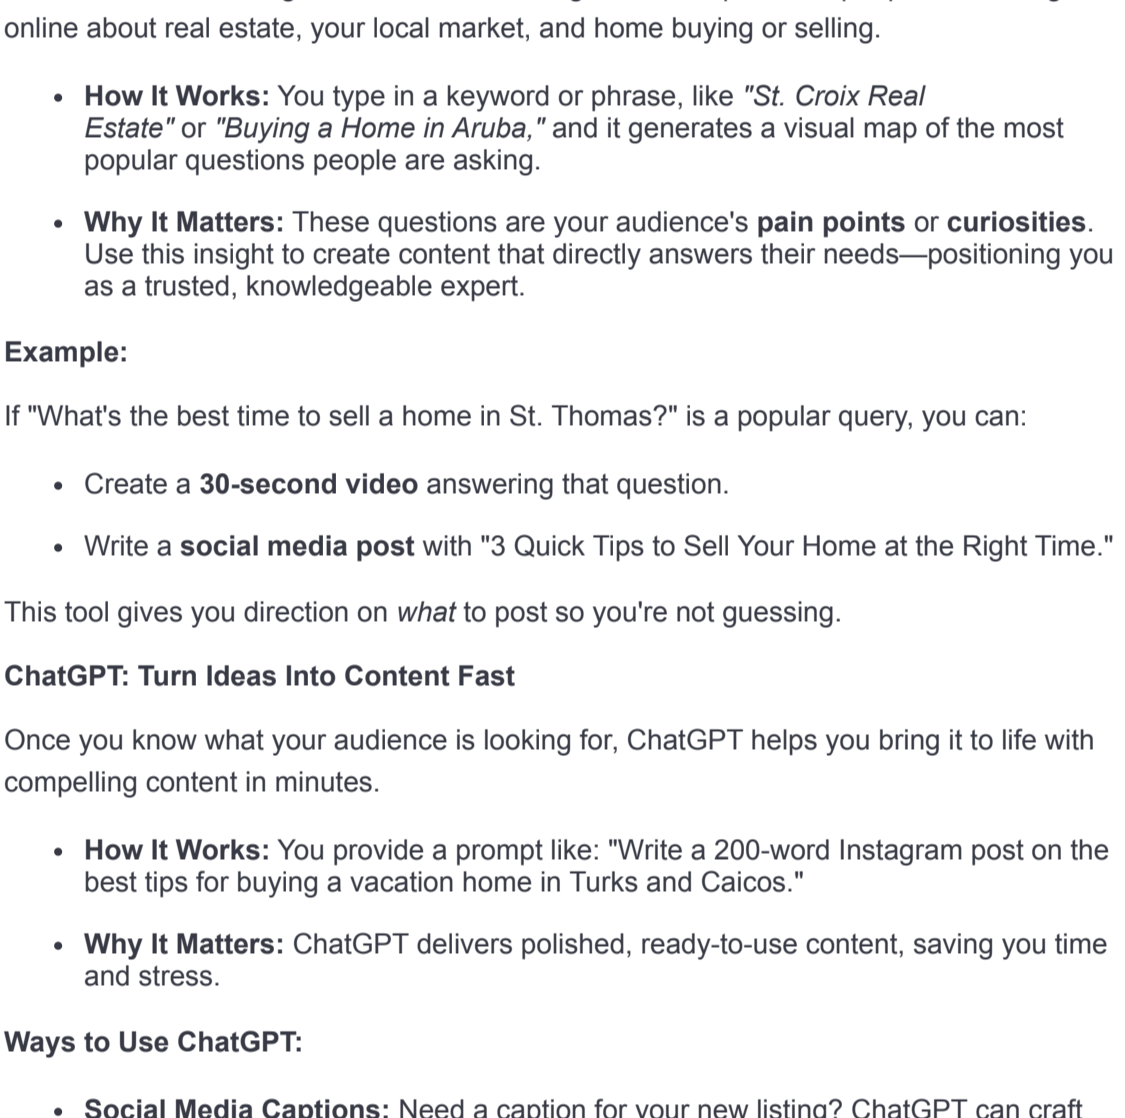 online about real estate, your local market, and home buying or selling.
• How It Works: You type in a keyword or phrase, like "St. Croix Real
Estate" or "Buying a Home in Aruba," and it generates a visual map of the most
popular questions people are asking.
• Why It Matters: These questions are your audience's pain points or curiosities.
Use this insight to create content that directly answers their needs—positioning you
as a trusted, knowledgeable expert.
Example:
If "What's the best time to sell a home in St. Thomas?" is a popular query, you can:
• Create a 30-second video answering that question.
• Write a social media post with "3 Quick Tips to Sell Your Home at the Right Time."
This tool gives you direction on what to post so you're not guessing.
ChatGPT: Turn Ideas Into Content Fast
Once you know what your audience is looking for, ChatGPT helps you bring it to life with
compelling content in minutes.
• How It Works: You provide a prompt like: "Write a 200-word Instagram post on the
best tips for buying a vacation home in Turks and Caicos."
• Why It Matters: ChatGPT delivers polished, ready-to-use content, saving you time
and stress.
Ways to Use ChatGPT:
• Social Media Captions: Need a caption for your new listing? ChatGPT can craft